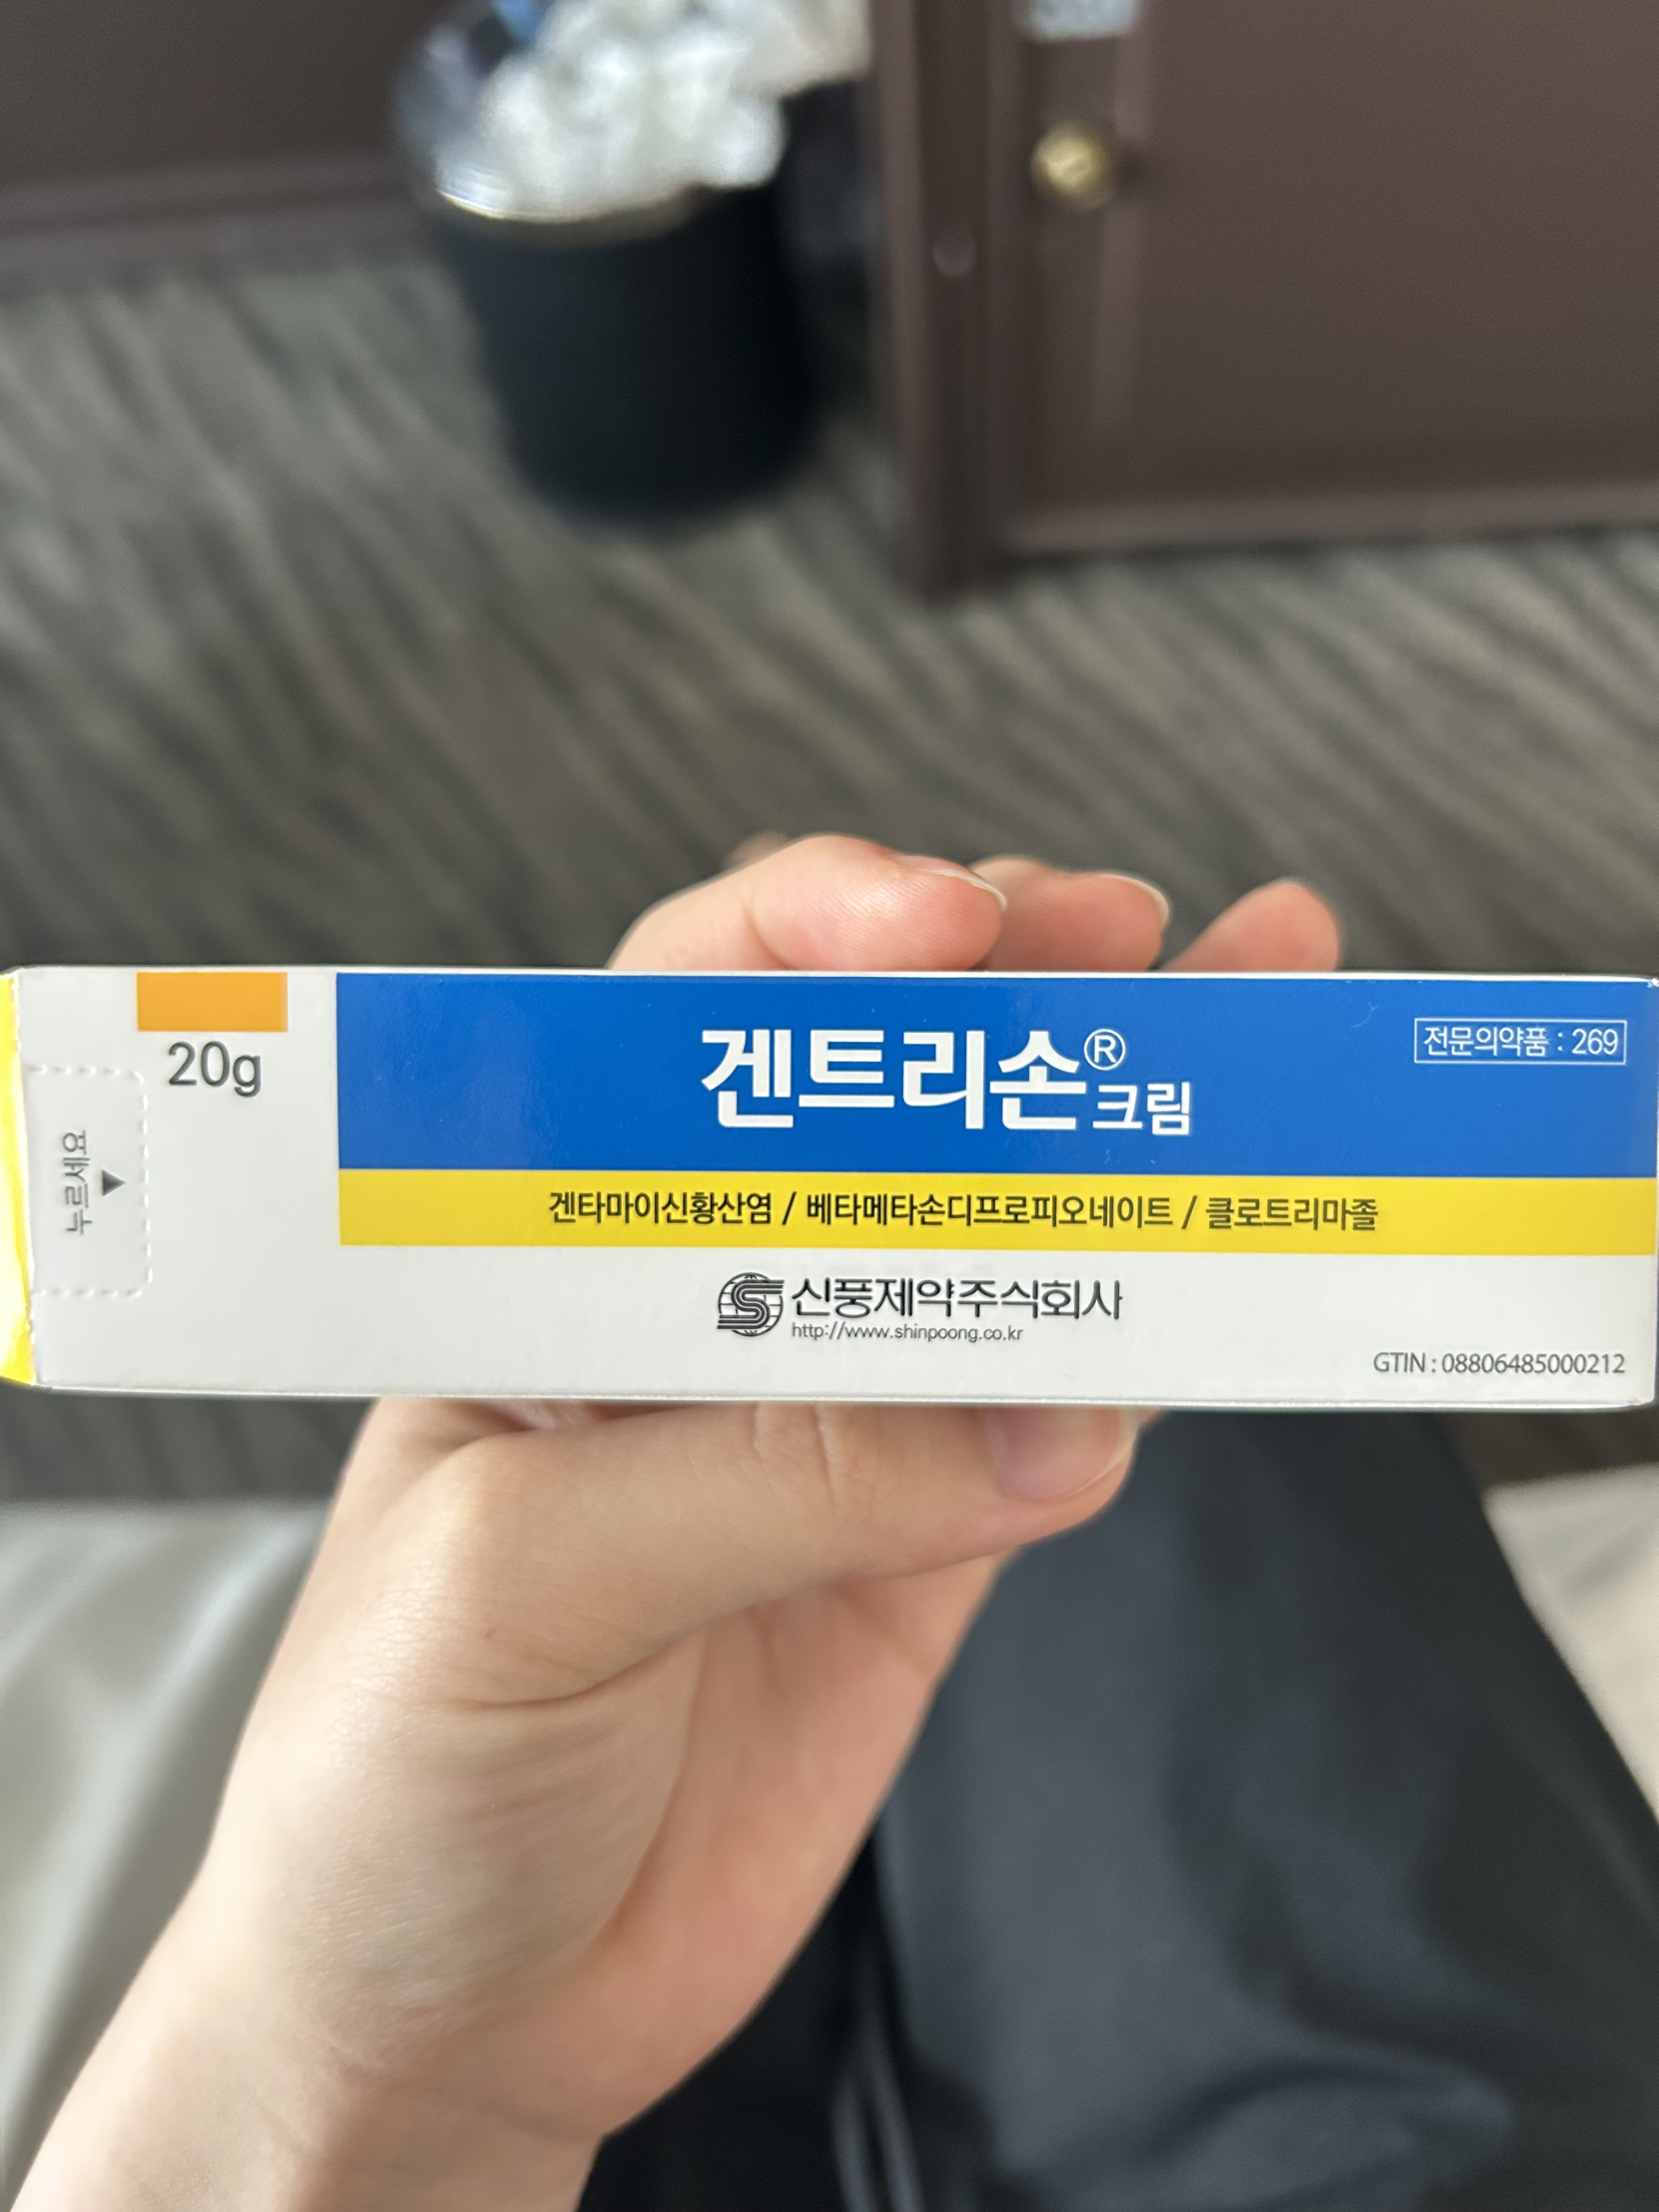 20g
누르세요
겐트리손®크림
전문의약품 : 269
겐타마이신황산염 / 베타메타손디프로피오네이트 / 클로트리마졸
신풍제약주식회사
http://www.shinpoong.co.kr
GTIN : 08806485000212